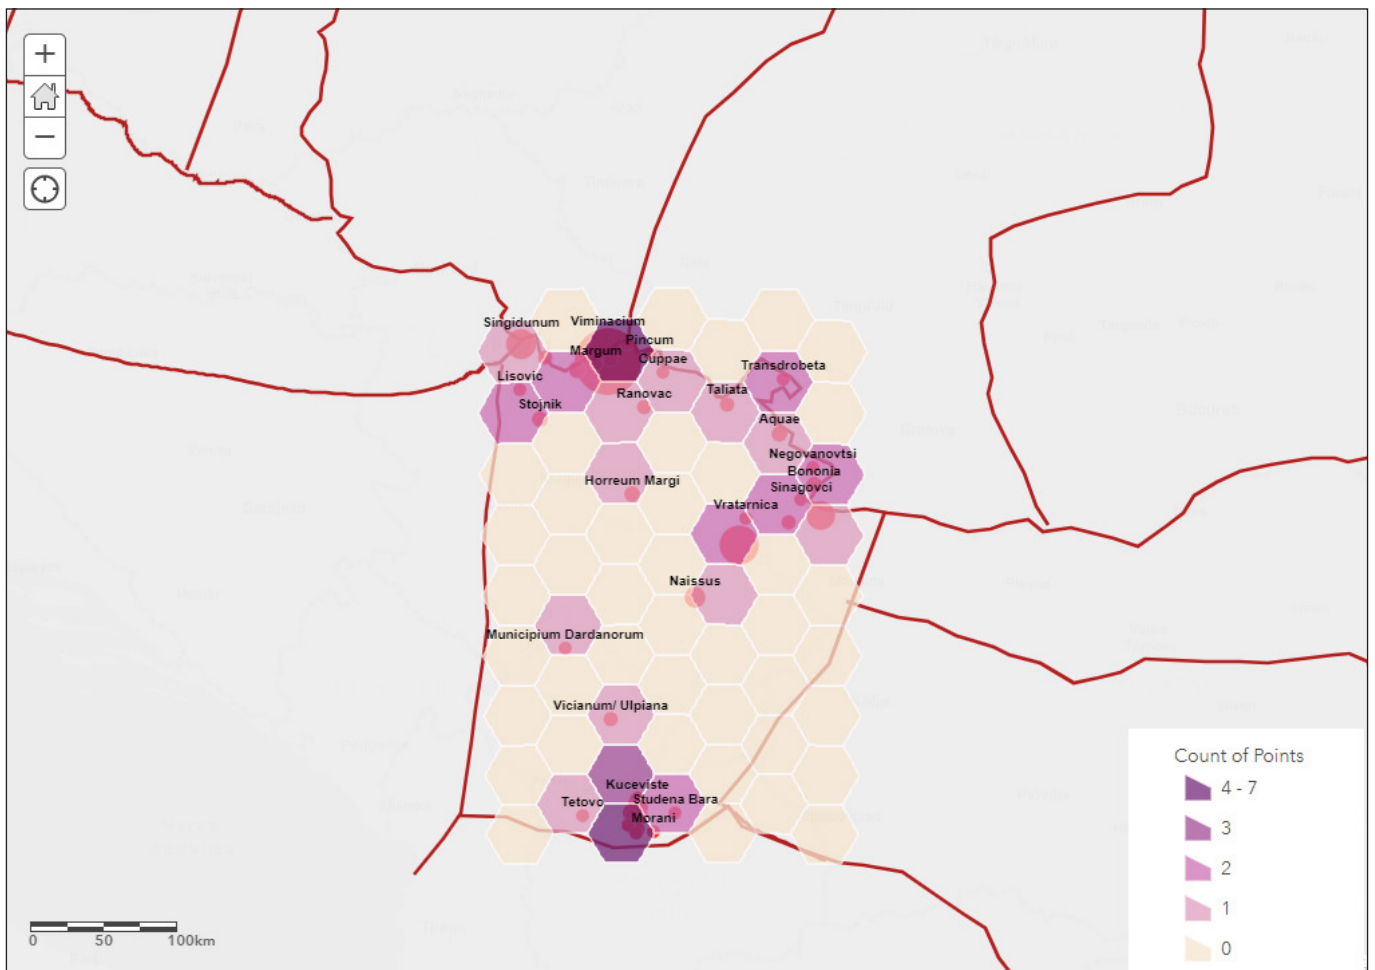 +
−
Singidunum
Viminacium
Pincum
Margum
Cuppae
Transdrobeta
Lisovic
Taliata
Ranovac
Stojnik
Aquae
Negovanovtsi
Bononia
Horreum Margi
Sinagovci
Vratarnica
Naissus
Municipium Dardanorum
Vicianum/ Ulpiana
Kuceviste
Tetovo
Studena Bara
Morani
Count of Points
4 - 7
3
2
1
0
0 50 100km